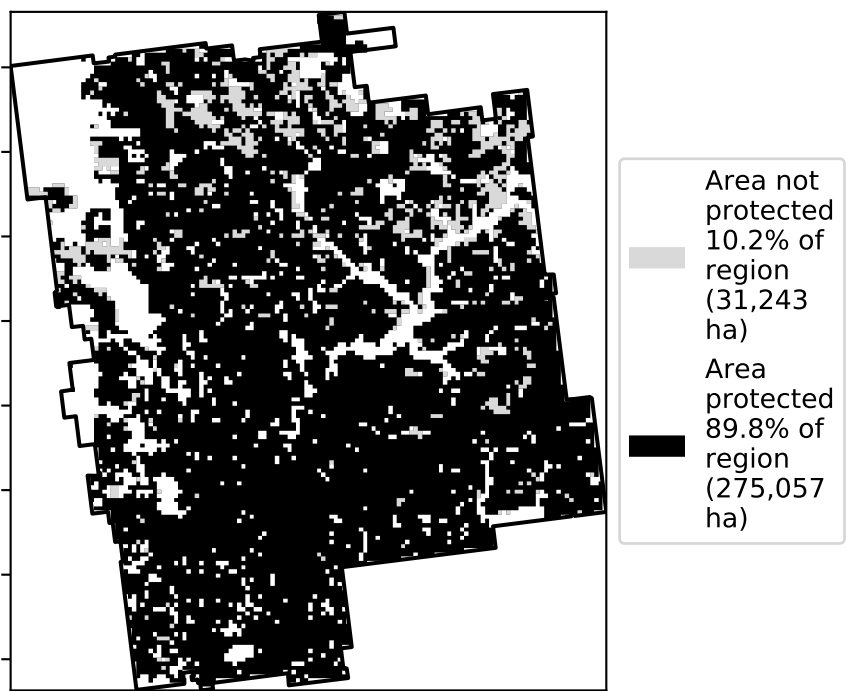 Area not
protected
10.2% of
region
(31,243
ha)
Area
protected
89.8% of
region
(275,057
ha)